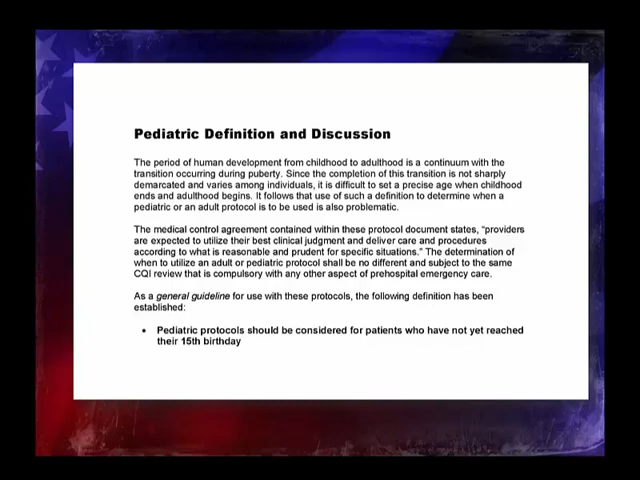 Pediatric Definition and Discussion
The period of human development from childhood to adulthood is a continuum with the
transition occurring during puberty. Since the completion of this transition is not sharply
demarcated and varies among individuals, it is difficult to set a precise age when childhood
ends and adulthood begins. It follows that use of such a definition to determine when a
pediatric or an adult protocol is to be used is also problematic.
The medical control agreement contained within these protocol document states, “providers
are expected to utilize their best clinical judgment and deliver care and procedures
according to what is reasonable and prudent for specific situations.” The determination of
when to utilize an adult or pediatric protocol shall be no different and subject to the same
CQI review that is compulsory with any other aspect of prehospital emergency care.
As a general guideline for use with these protocols, the following definition has been
established:
• Pediatric protocols should be considered for patients who have not yet reached
their 15th birthday